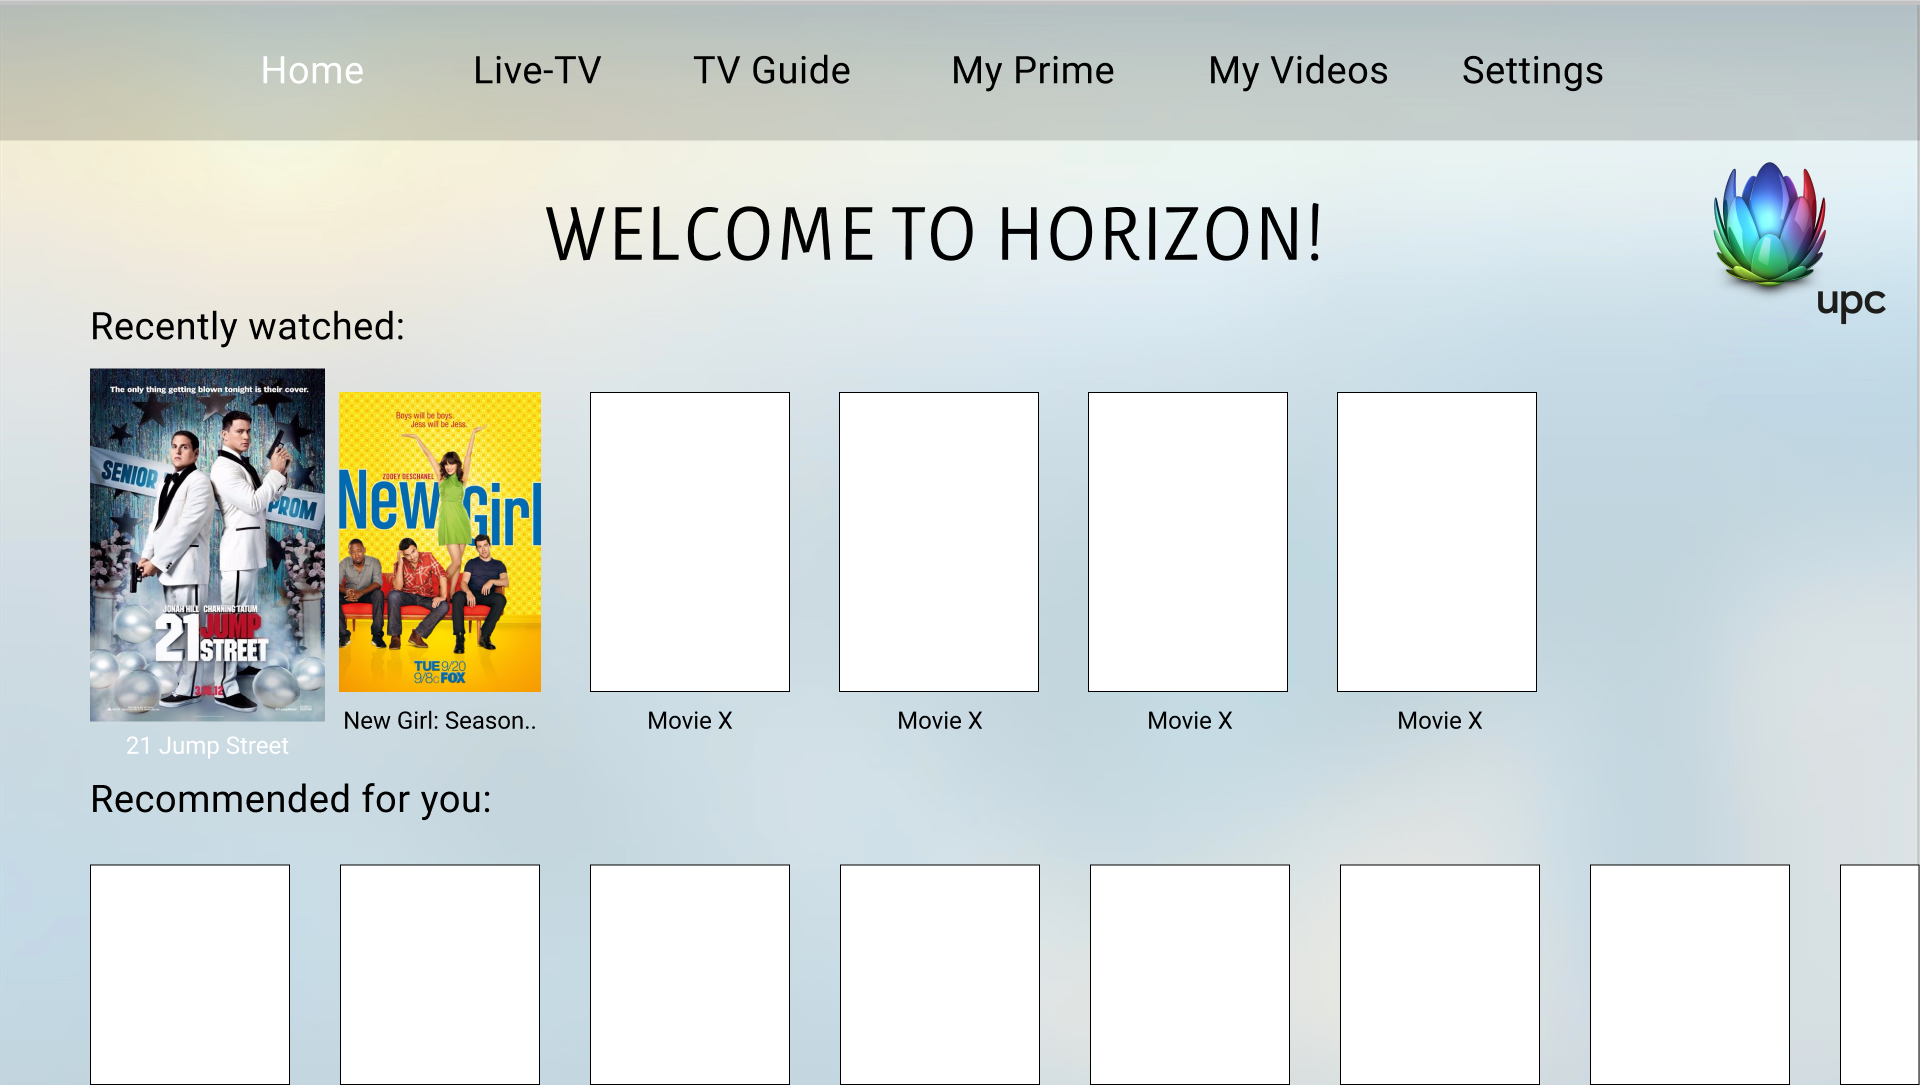 Home Live-TV TV Guide My Prime My Videos Settings
WELCOME TO HORIZON!
upc
Recently watched:
The only thing getting blown tonight is their cover.
SENIOR
PROM
JONAH HILL CHANNING TATUM
21 JUMP
STREET
3.16.12
Boys will be boys.
Jess will be Jess.
ZOOEY DESCHANEL
New Girl
TUE 9/20
9/8c FOX
21 Jump Street
New Girl: Season..
Movie X
Movie X
Movie X
Movie X
Recommended for you: